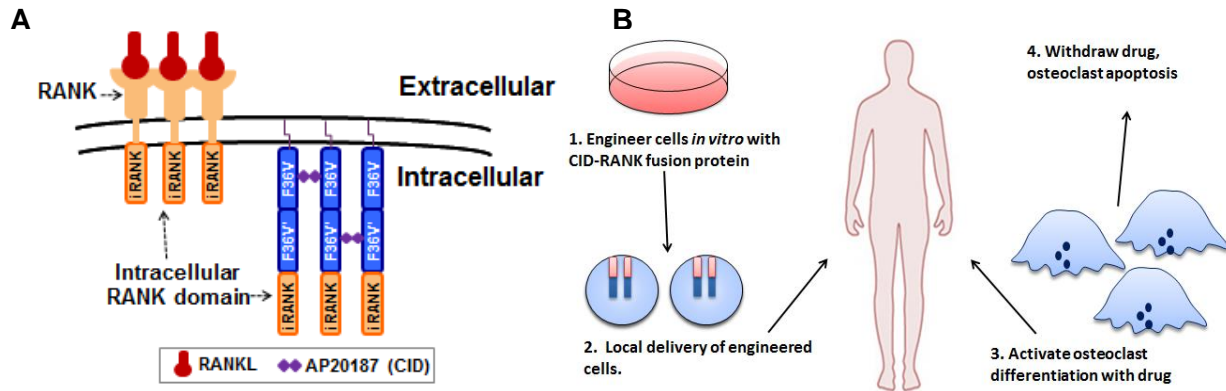 A
RANK
Extracellular
Intracellular
iRANK
iRANK
iRANK
F36V
F36V
F36V
F36V'
F36V'
F36V'
iRANK
iRANK
iRANK
Intracellular
RANK domain
RANKL
AP20187 (CID)
B
1. Engineer cells in vitro with
CID-RANK fusion protein
2. Local delivery of engineered
cells.
3. Activate osteoclast
differentiation with drug
4. Withdraw drug,
osteoclast apoptosis